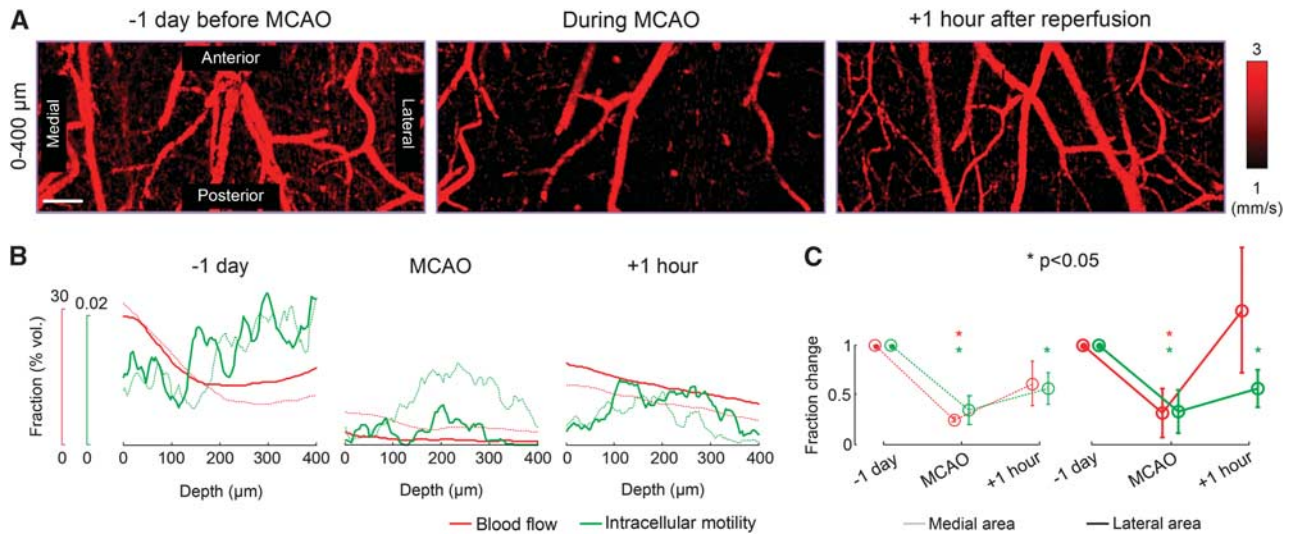 A
-1 day before MCAO
During MCAO
+1 hour after reperfusion
0-400 µm
Medial
Anterior
Posterior
Lateral
3
1
(mm/s)
B
-1 day
MCAO
+1 hour
Fraction (% vol.)
30
0.02
0
0
0 100 200 300 400
0 100 200 300 400
0 100 200 300 400
Depth (µm)
Depth (µm)
Depth (µm)
Blood flow
Intracellular motility
C
* p<0.05
Fraction change
1
0.5
0
* *
* *
* *
-1 day
MCAO
+1 hour
-1 day
MCAO
+1 hour
Medial area
Lateral area